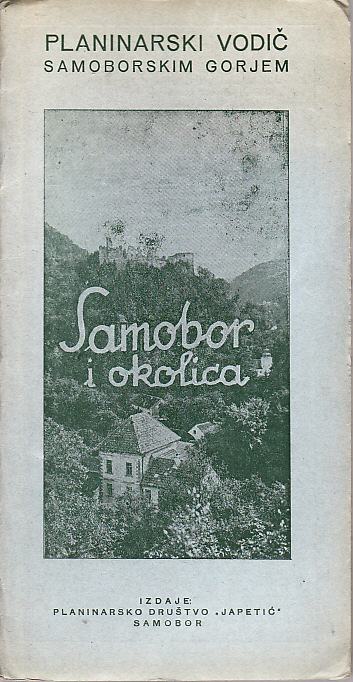 PLANINARSKI VODIČ
SAMOBORSKIM GORJEM
Samobor
i okolica
IZDAJE:
PLANINARSKO DRUŠTVO „JAPETIĆ“
SAMOBOR